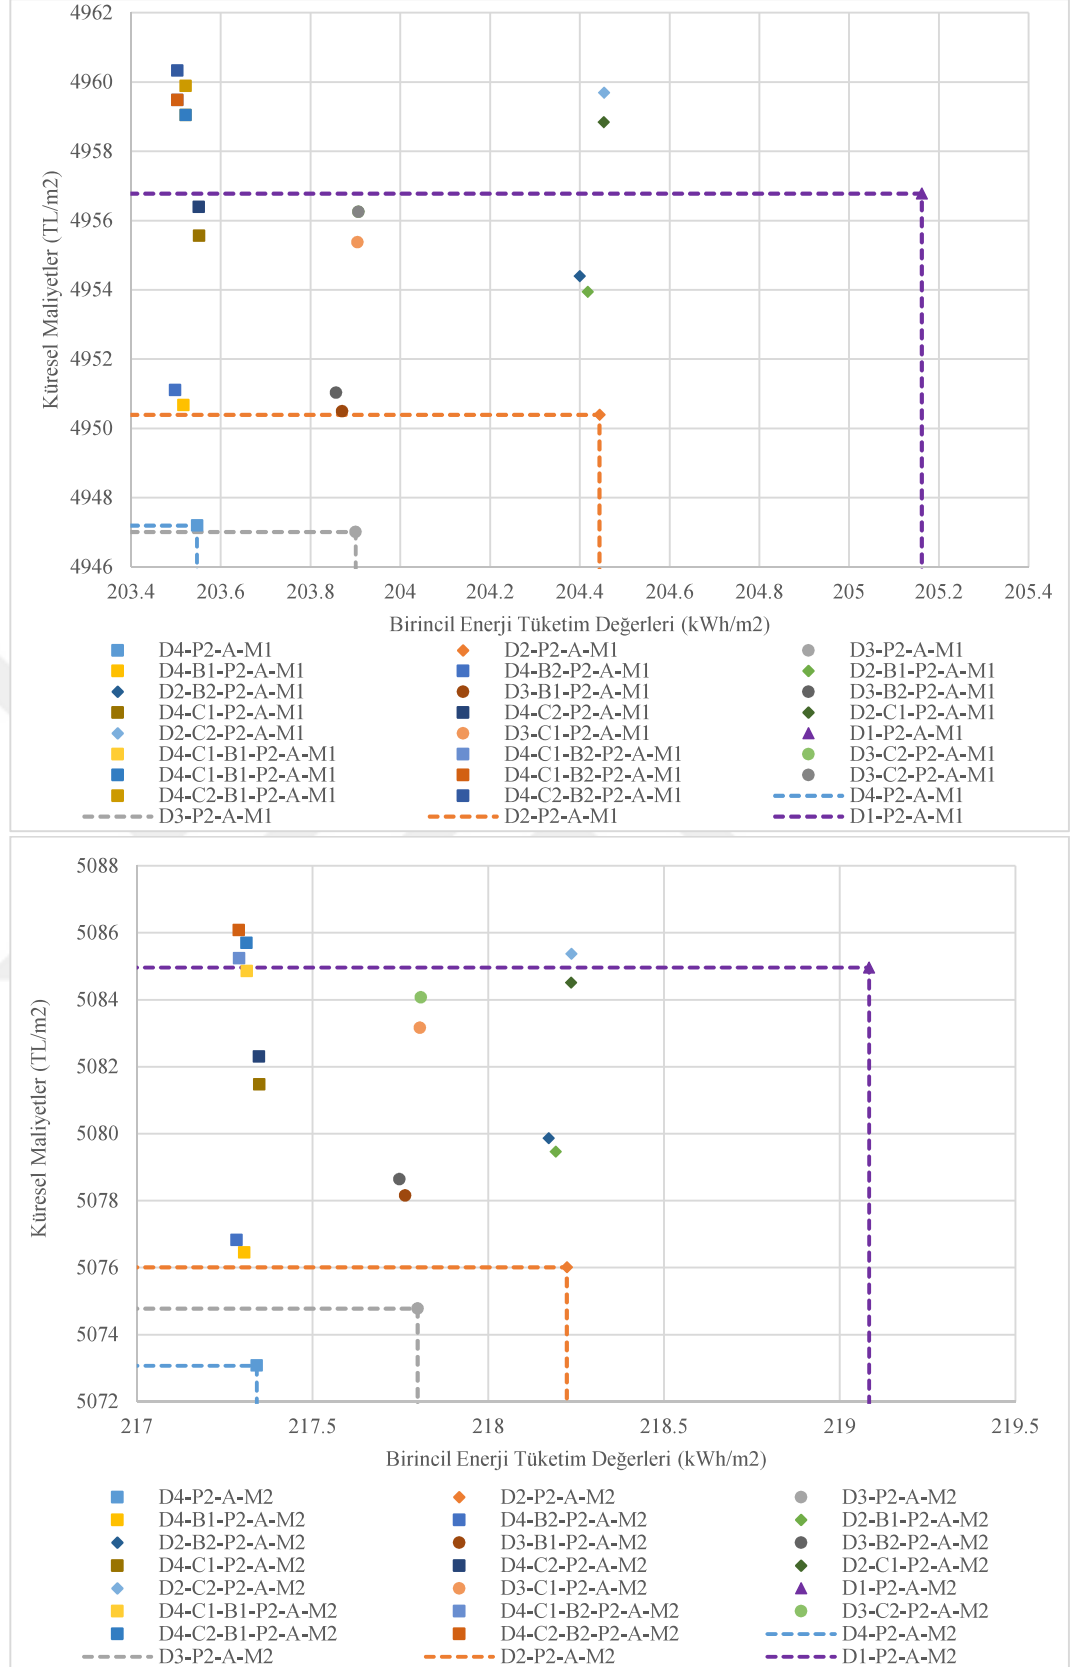 4962
4960
4958
4956
4954
4952
4950
4948
4946
Küresel Maliyetler (TL/m2)
203.4 203.6 203.8 204 204.2 204.4 204.6 204.8 205 205.2 205.4
Birincil Enerji Tüketim Değerleri (kWh/m2)
D4-P2-A-M1 D2-P2-A-M1 D3-P2-A-M1
D4-B1-P2-A-M1 D4-B2-P2-A-M1 D2-B1-P2-A-M1
D2-B2-P2-A-M1 D3-B1-P2-A-M1 D3-B2-P2-A-M1
D4-C1-P2-A-M1 D4-C2-P2-A-M1 D2-C1-P2-A-M1
D2-C2-P2-A-M1 D3-C1-P2-A-M1 D1-P2-A-M1
D4-C1-B1-P2-A-M1 D4-C1-B2-P2-A-M1 D3-C2-P2-A-M1
D4-C1-B1-P2-A-M1 D4-C1-B2-P2-A-M1 D3-C2-P2-A-M1
D4-C2-B1-P2-A-M1 D4-C2-B2-P2-A-M1 D4-P2-A-M1
D3-P2-A-M1 D2-P2-A-M1 D1-P2-A-M1
5088
5086
5084
5082
5080
5078
5076
5074
5072
Küresel Maliyetler (TL/m2)
217 217.5 218 218.5 219 219.5
Birincil Enerji Tüketim Değerleri (kWh/m2)
D4-P2-A-M2 D2-P2-A-M2 D3-P2-A-M2
D4-B1-P2-A-M2 D4-B2-P2-A-M2 D2-B1-P2-A-M2
D2-B2-P2-A-M2 D3-B1-P2-A-M2 D3-B2-P2-A-M2
D4-C1-P2-A-M2 D4-C2-P2-A-M2 D2-C1-P2-A-M2
D2-C2-P2-A-M2 D3-C1-P2-A-M2 D1-P2-A-M2
D4-C1-B1-P2-A-M2 D4-C1-B2-P2-A-M2 D3-C2-P2-A-M2
D4-C2-B1-P2-A-M2 D4-C2-B2-P2-A-M2 D4-P2-A-M2
D3-P2-A-M2 D2-P2-A-M2 D1-P2-A-M2